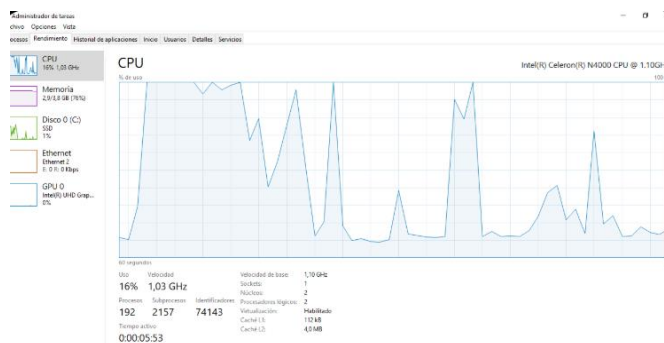 Administrador de tareas
chivo Opciones Vista
ocesos Rendimiento Historial de aplicaciones Inicio Usuarios Detalles Servicios
CPU
16% 1,03 GHz
Memoria
2,9/3,8 GB (76%)
Disco 0 (C:)
SSD
1%
Ethernet
Ethernet 2
E: 0 R: 0 Kbps
GPU 0
Intel(R) UHD Grap...
0%
CPU
Intel(R) Celeron(R) N4000 CPU @ 1.10GH
% de uso
100
60 segundos
Uso
16%
Velocidad
1,03 GHz
Procesos
192
Subprocesos
2157
Identificadores
74143
Tiempo activo
0:00:05:53
Velocidad de base: 1,10 GHz
Sockets: 1
Núcleos: 2
Procesadores lógicos: 2
Virtualización: Habilitado
Caché L1: 112 kB
Caché L2: 4,0 MB